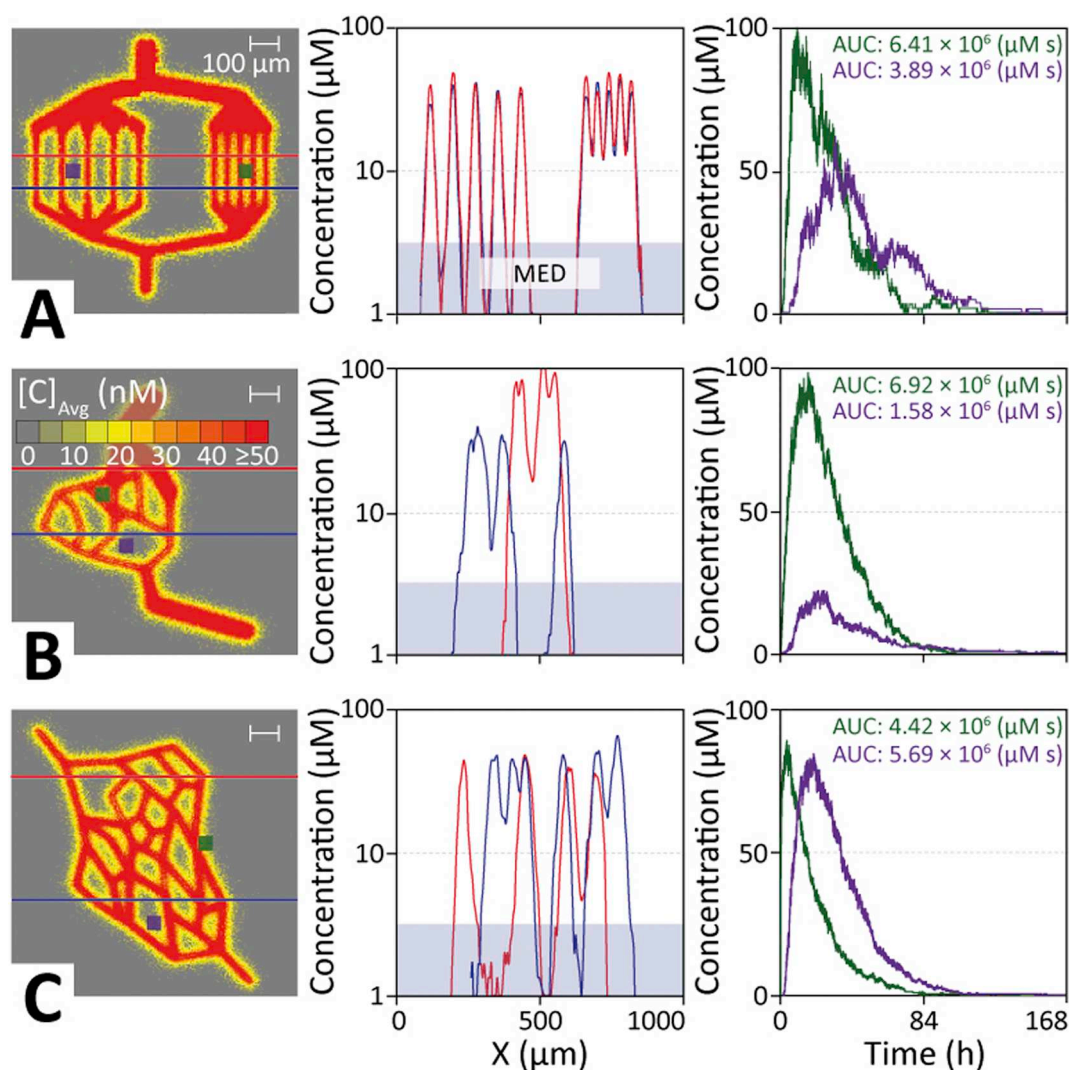 100 µm
A
Concentration (µM)
100
10
1
MED
Concentration (µM)
100
50
0
AUC: 6.41 × 10⁶ (µM s)
AUC: 3.89 × 10⁶ (µM s)
[C]Avg (nM)
0 10 20 30 40 ≥50
B
Concentration (µM)
100
10
1
Concentration (µM)
100
50
0
AUC: 6.92 × 10⁶ (µM s)
AUC: 1.58 × 10⁶ (µM s)
84
C
Concentration (µM)
100
10
1
0 500 1000
X (µm)
Concentration (µM)
100
50
0
AUC: 4.42 × 10⁶ (µM s)
AUC: 5.69 × 10⁶ (µM s)
0 84 168
Time (h)